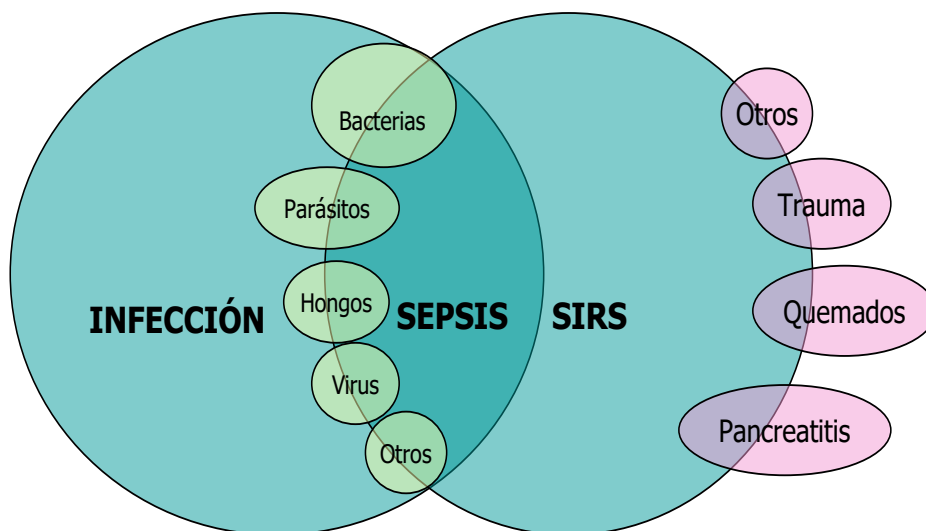 Bacterias
Parásitos
Hongos
Virus
Otros
INFECCIÓN
SEPSIS
SIRS
Otros
Trauma
Quemados
Pancreatitis